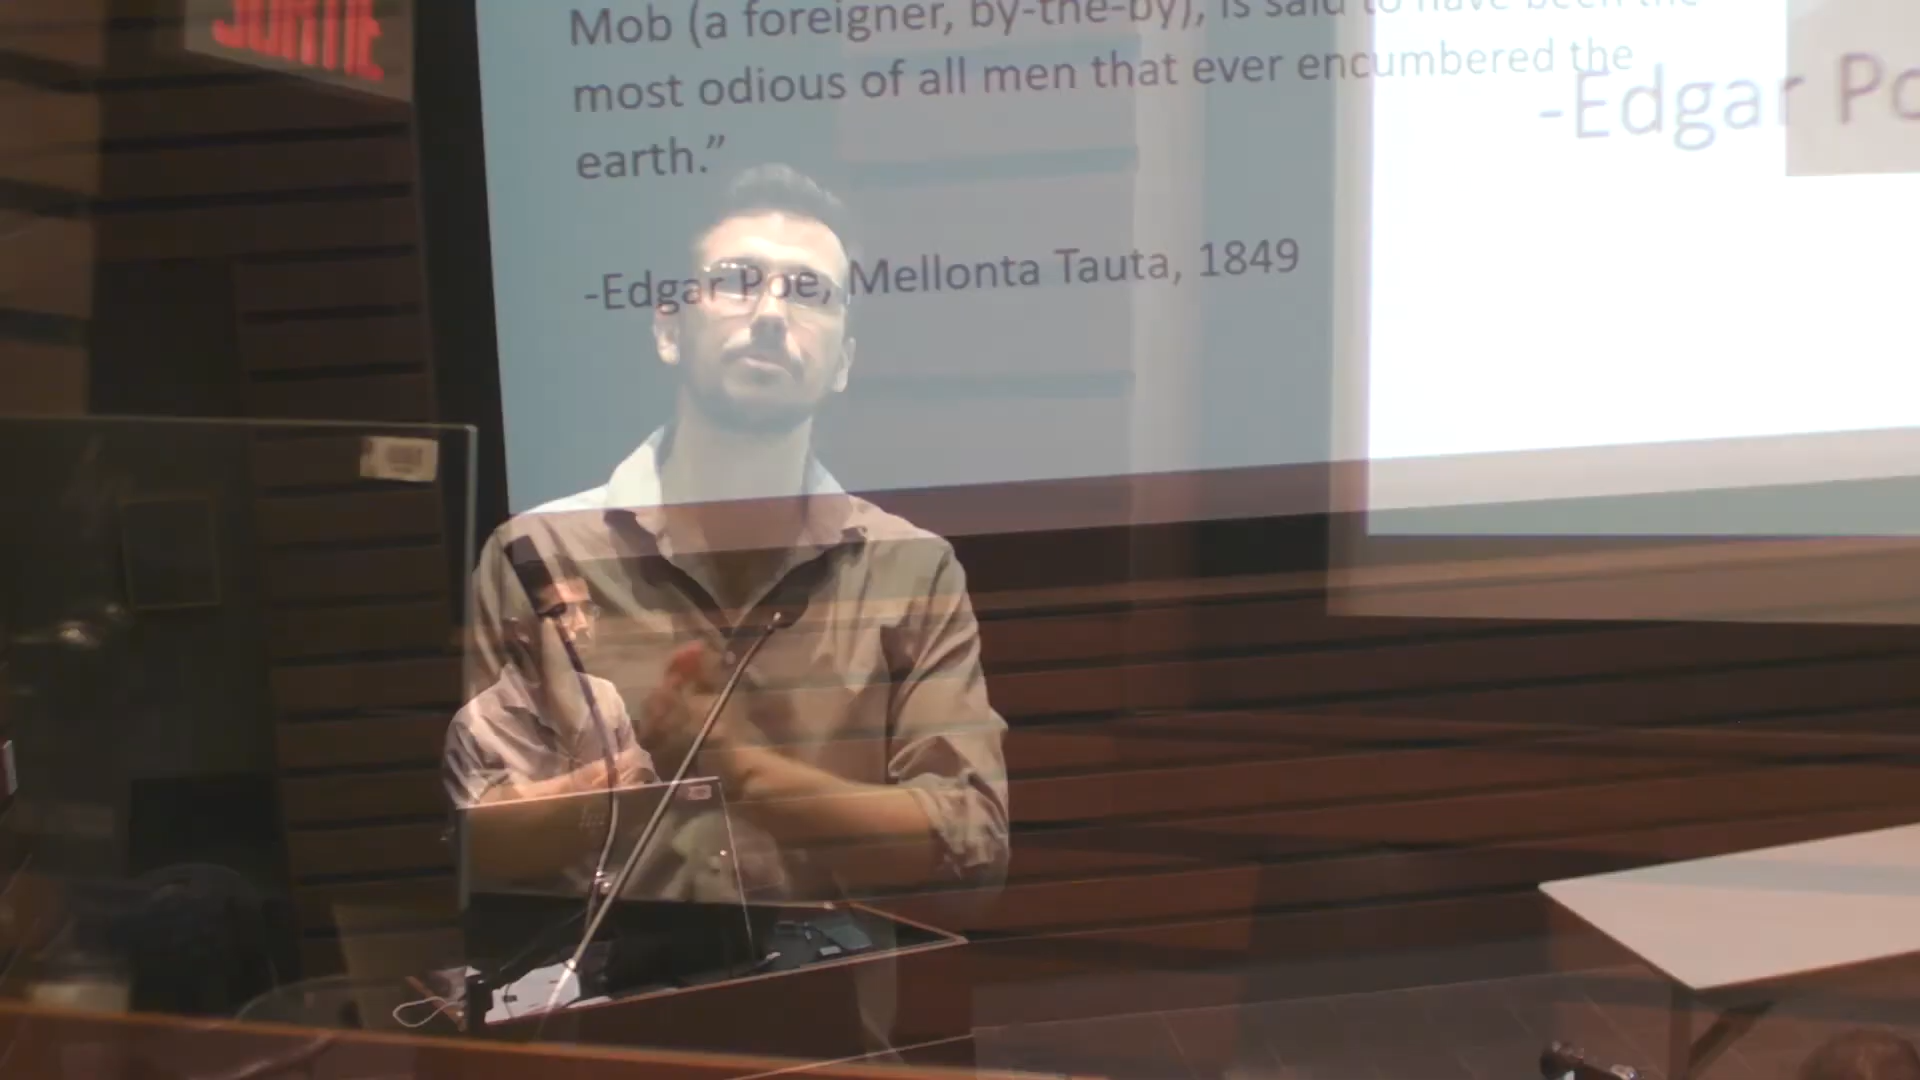 SORTIE
Mob (a foreigner, by-the-by), is said to have been the
most odious of all men that ever encumbered the
earth.”
-Edgar Poe, Mellonta Tauta, 1849
-Edgar Po